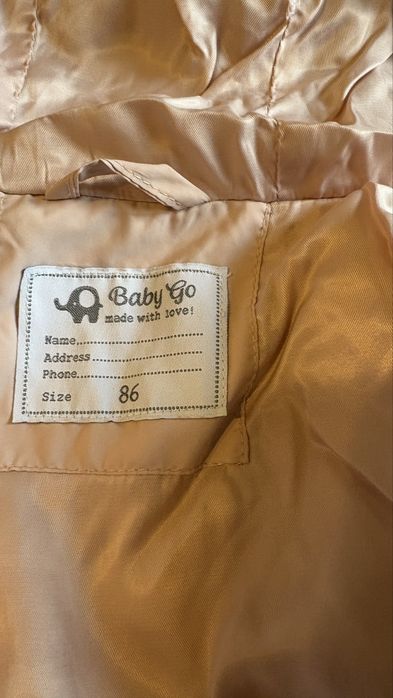 Baby Go
made with love!
Name..............................
Address..........................
Phone.............................
Size 86